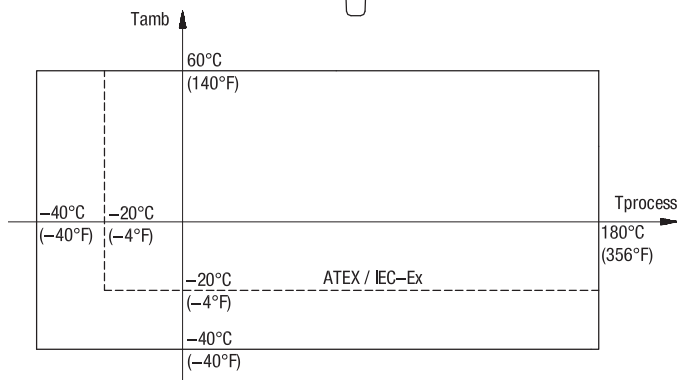 Tamb
60°C
(140°F)
Tprocess
–40°C
(–40°F)
–20°C
(–4°F)
180°C
(356°F)
–20°C
(–4°F)
ATEX / IEC–Ex
–40°C
(–40°F)